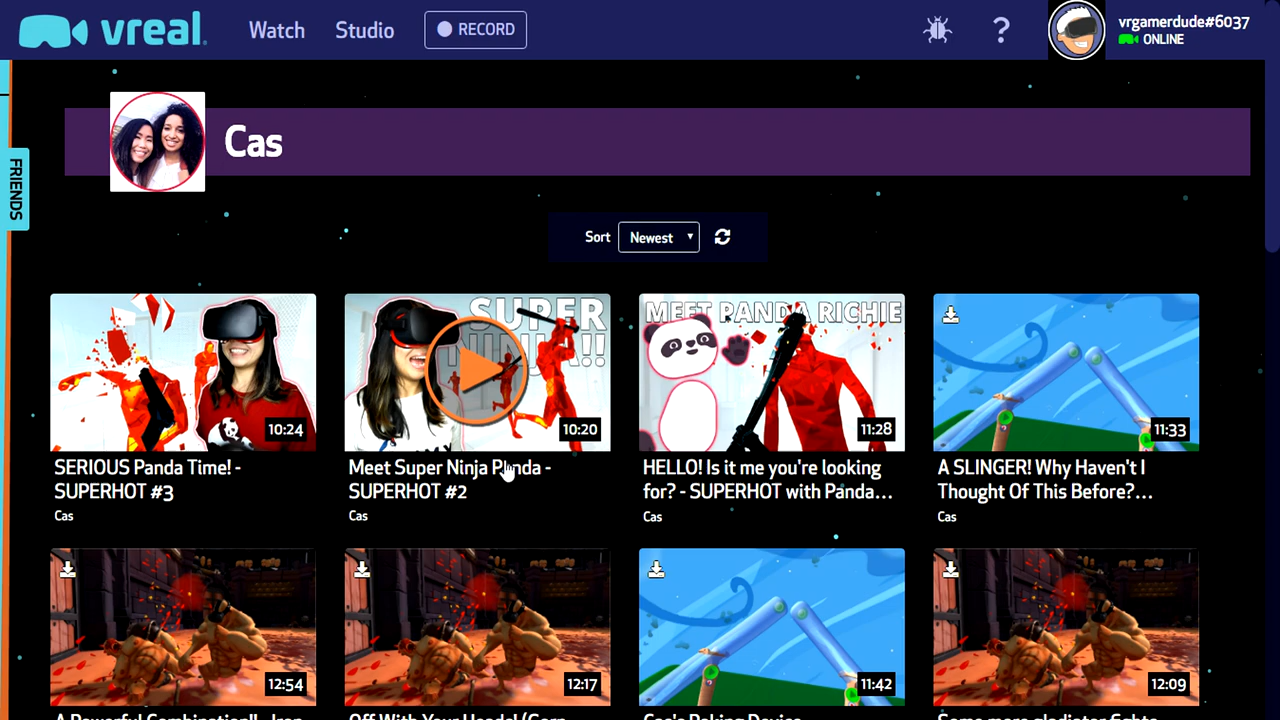 vreal.
Watch
Studio
RECORD
?
vrgamerdude#6037
ONLINE
FRIENDS
Cas
Sort
Newest
SUPER
NINJA!!
MEET PANDA RICHIE
10:24
10:20
11:28
11:33
SERIOUS Panda Time! -
SUPERHOT #3
Cas
Meet Super Ninja Panda -
SUPERHOT #2
Cas
HELLO! Is it me you're looking
for? - SUPERHOT with Panda...
Cas
A SLINGER! Why Haven't I
Thought Of This Before?...
Cas
12:54
12:17
11:42
12:09